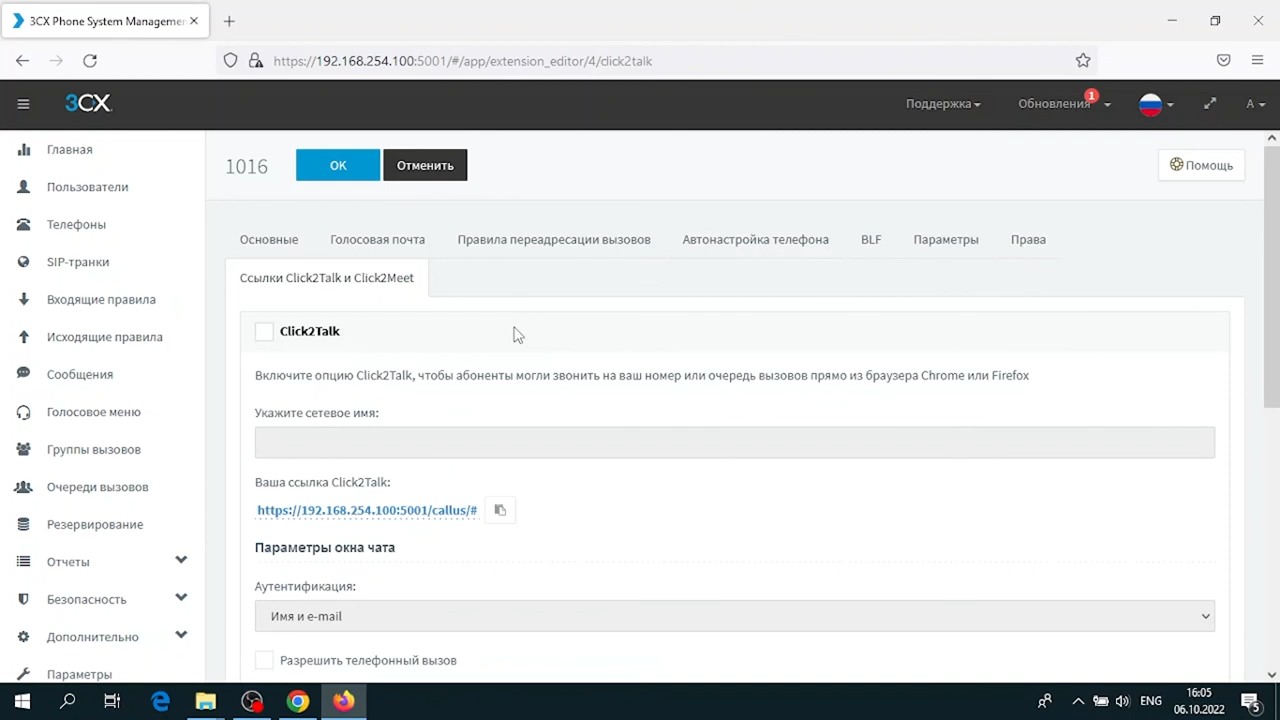 3CX Phone System Managemen
https://192.168.254.100:5001/#/app/extension_editor/4/click2talk
3CX
Поддержка
Обновления
1
A
Главная
Пользователи
Телефоны
SIP-транки
Входящие правила
Исходящие правила
Сообщения
Голосовое меню
Группы вызовов
Очереди вызовов
Резервирование
Отчеты
Безопасность
Дополнительно
Параметры
1016
OK
Отменить
Помощь
Основные
Голосовая почта
Правила переадресации вызовов
Автонастройка телефона
BLF
Параметры
Права
Ссылки Click2Talk и Click2Meet
Click2Talk
Включите опцию Click2Talk, чтобы абоненты могли звонить на ваш номер или очередь вызовов прямо из браузера Chrome или Firefox
Укажите сетевое имя:
Ваша ссылка Click2Talk:
https://192.168.254.100:5001/callus/#
Параметры окна чата
Аутентификация:
Имя и e-mail
Разрешить телефонный вызов
ENG
16:05
06.10.2022
5